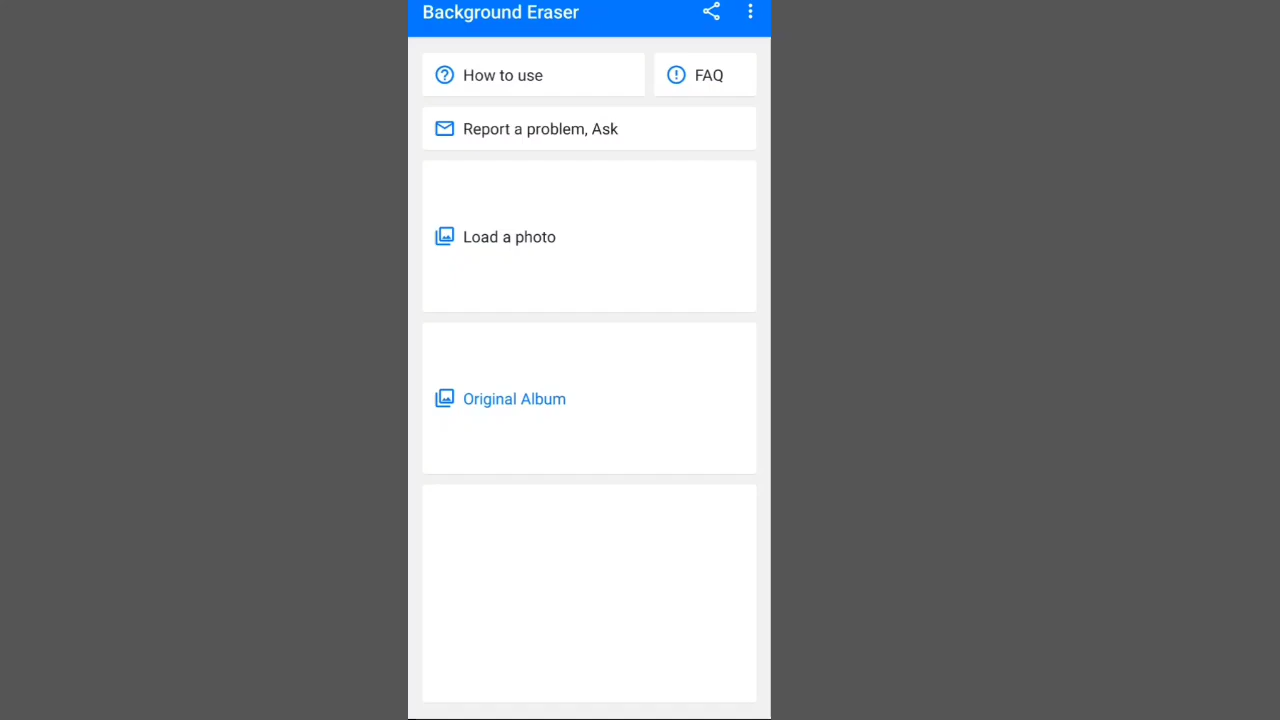 Background Eraser
How to use
FAQ
Report a problem, Ask
Load a photo
Original Album